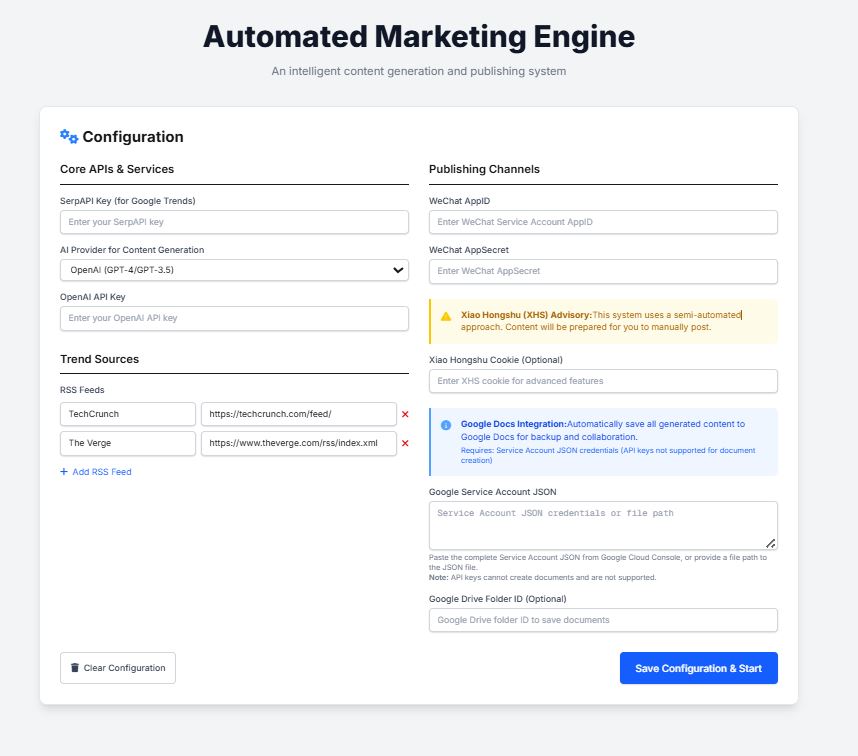 Automated Marketing Engine
An intelligent content generation and publishing system
Configuration
Core APIs & Services
SerpAPI Key (for Google Trends)
Enter your SerpAPI key
AI Provider for Content Generation
OpenAI (GPT-4/GPT-3.5)
OpenAI API Key
Enter your OpenAI API key
Trend Sources
RSS Feeds
TechCrunch
https://techcrunch.com/feed/
The Verge
https://www.theverge.com/rss/index.xml
Add RSS Feed
Publishing Channels
WeChat AppID
Enter WeChat Service Account AppID
WeChat AppSecret
Enter WeChat AppSecret
Xiao Hongshu (XHS) Advisory:This system uses a semi-automated
approach. Content will be prepared for you to manually post.
Xiao Hongshu Cookie (Optional)
Enter XHS cookie for advanced features
Google Docs Integration:Automatically save all generated content to
Google Docs for backup and collaboration.
Requires: Service Account JSON credentials (API keys not supported for document
creation)
Google Service Account JSON
Service Account JSON credentials or file path
Paste the complete Service Account JSON from Google Cloud Console, or provide a file path to
the JSON file.
Note: API keys cannot create documents and are not supported.
Google Drive Folder ID (Optional)
Google Drive folder ID to save documents
Clear Configuration
Save Configuration & Start